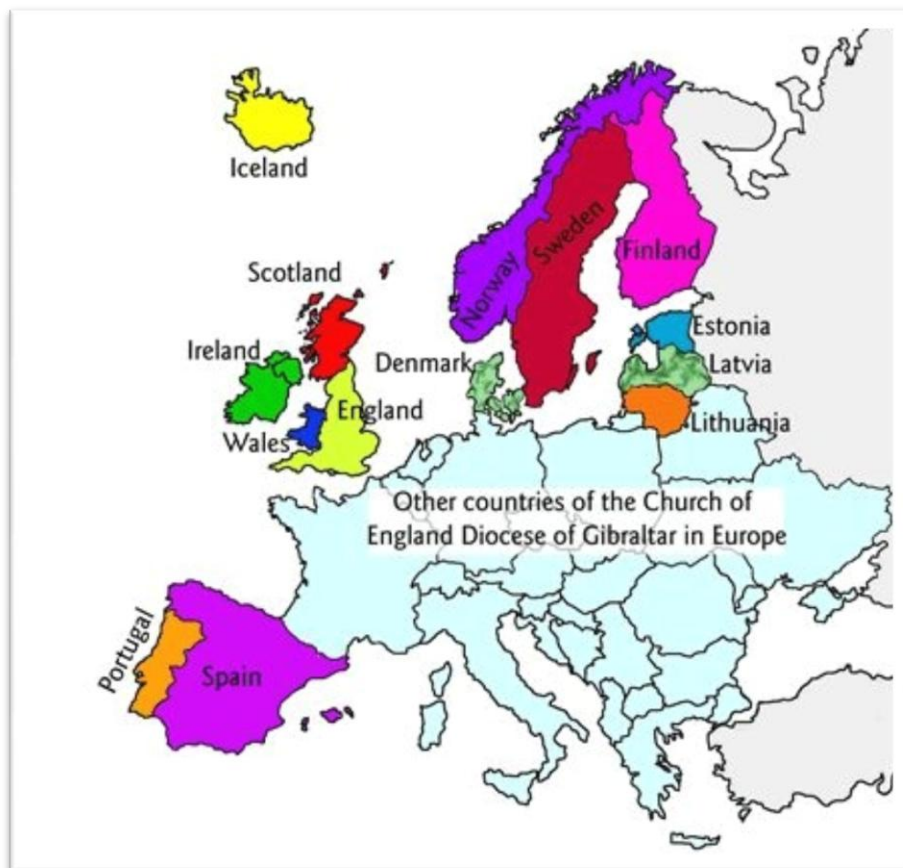 Iceland
Scotland
Norway
Sweden
Finland
Ireland
Denmark
Estonia
Latvia
England
Wales
Lithuania
Other countries of the Church of
England Diocese of Gibraltar in Europe
Portugal
Spain